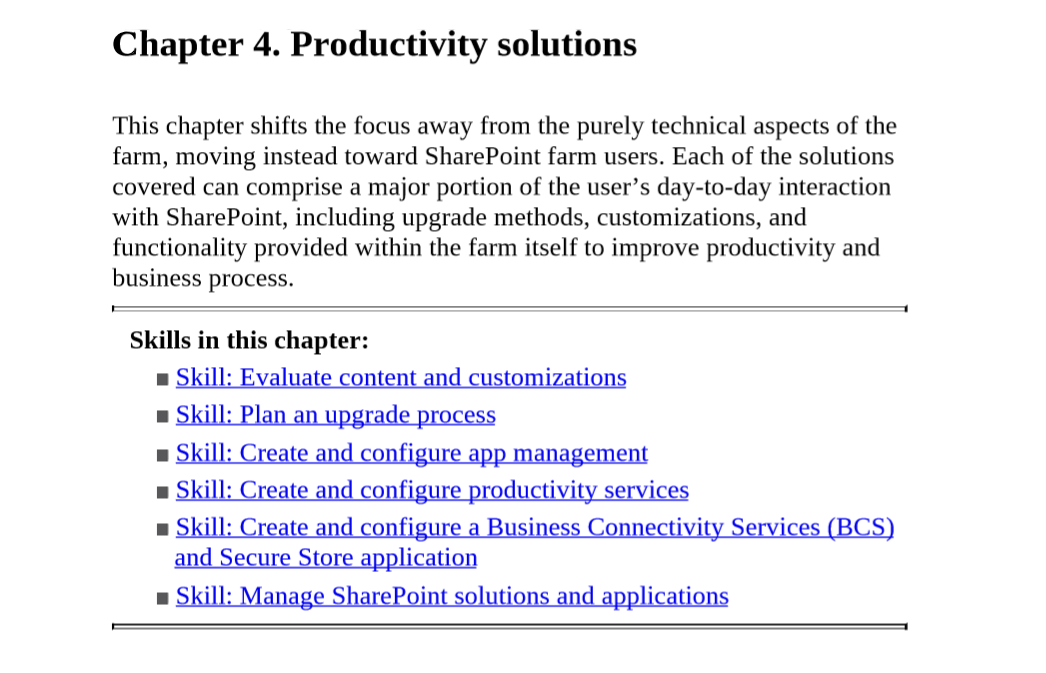 Chapter 4. Productivity solutions
This chapter shifts the focus away from the purely technical aspects of the
farm, moving instead toward SharePoint farm users. Each of the solutions
covered can comprise a major portion of the user’s day-to-day interaction
with SharePoint, including upgrade methods, customizations, and
functionality provided within the farm itself to improve productivity and
business process.
Skills in this chapter:
■ Skill: Evaluate content and customizations
■ Skill: Plan an upgrade process
■ Skill: Create and configure app management
■ Skill: Create and configure productivity services
■ Skill: Create and configure a Business Connectivity Services (BCS)
and Secure Store application
■ Skill: Manage SharePoint solutions and applications